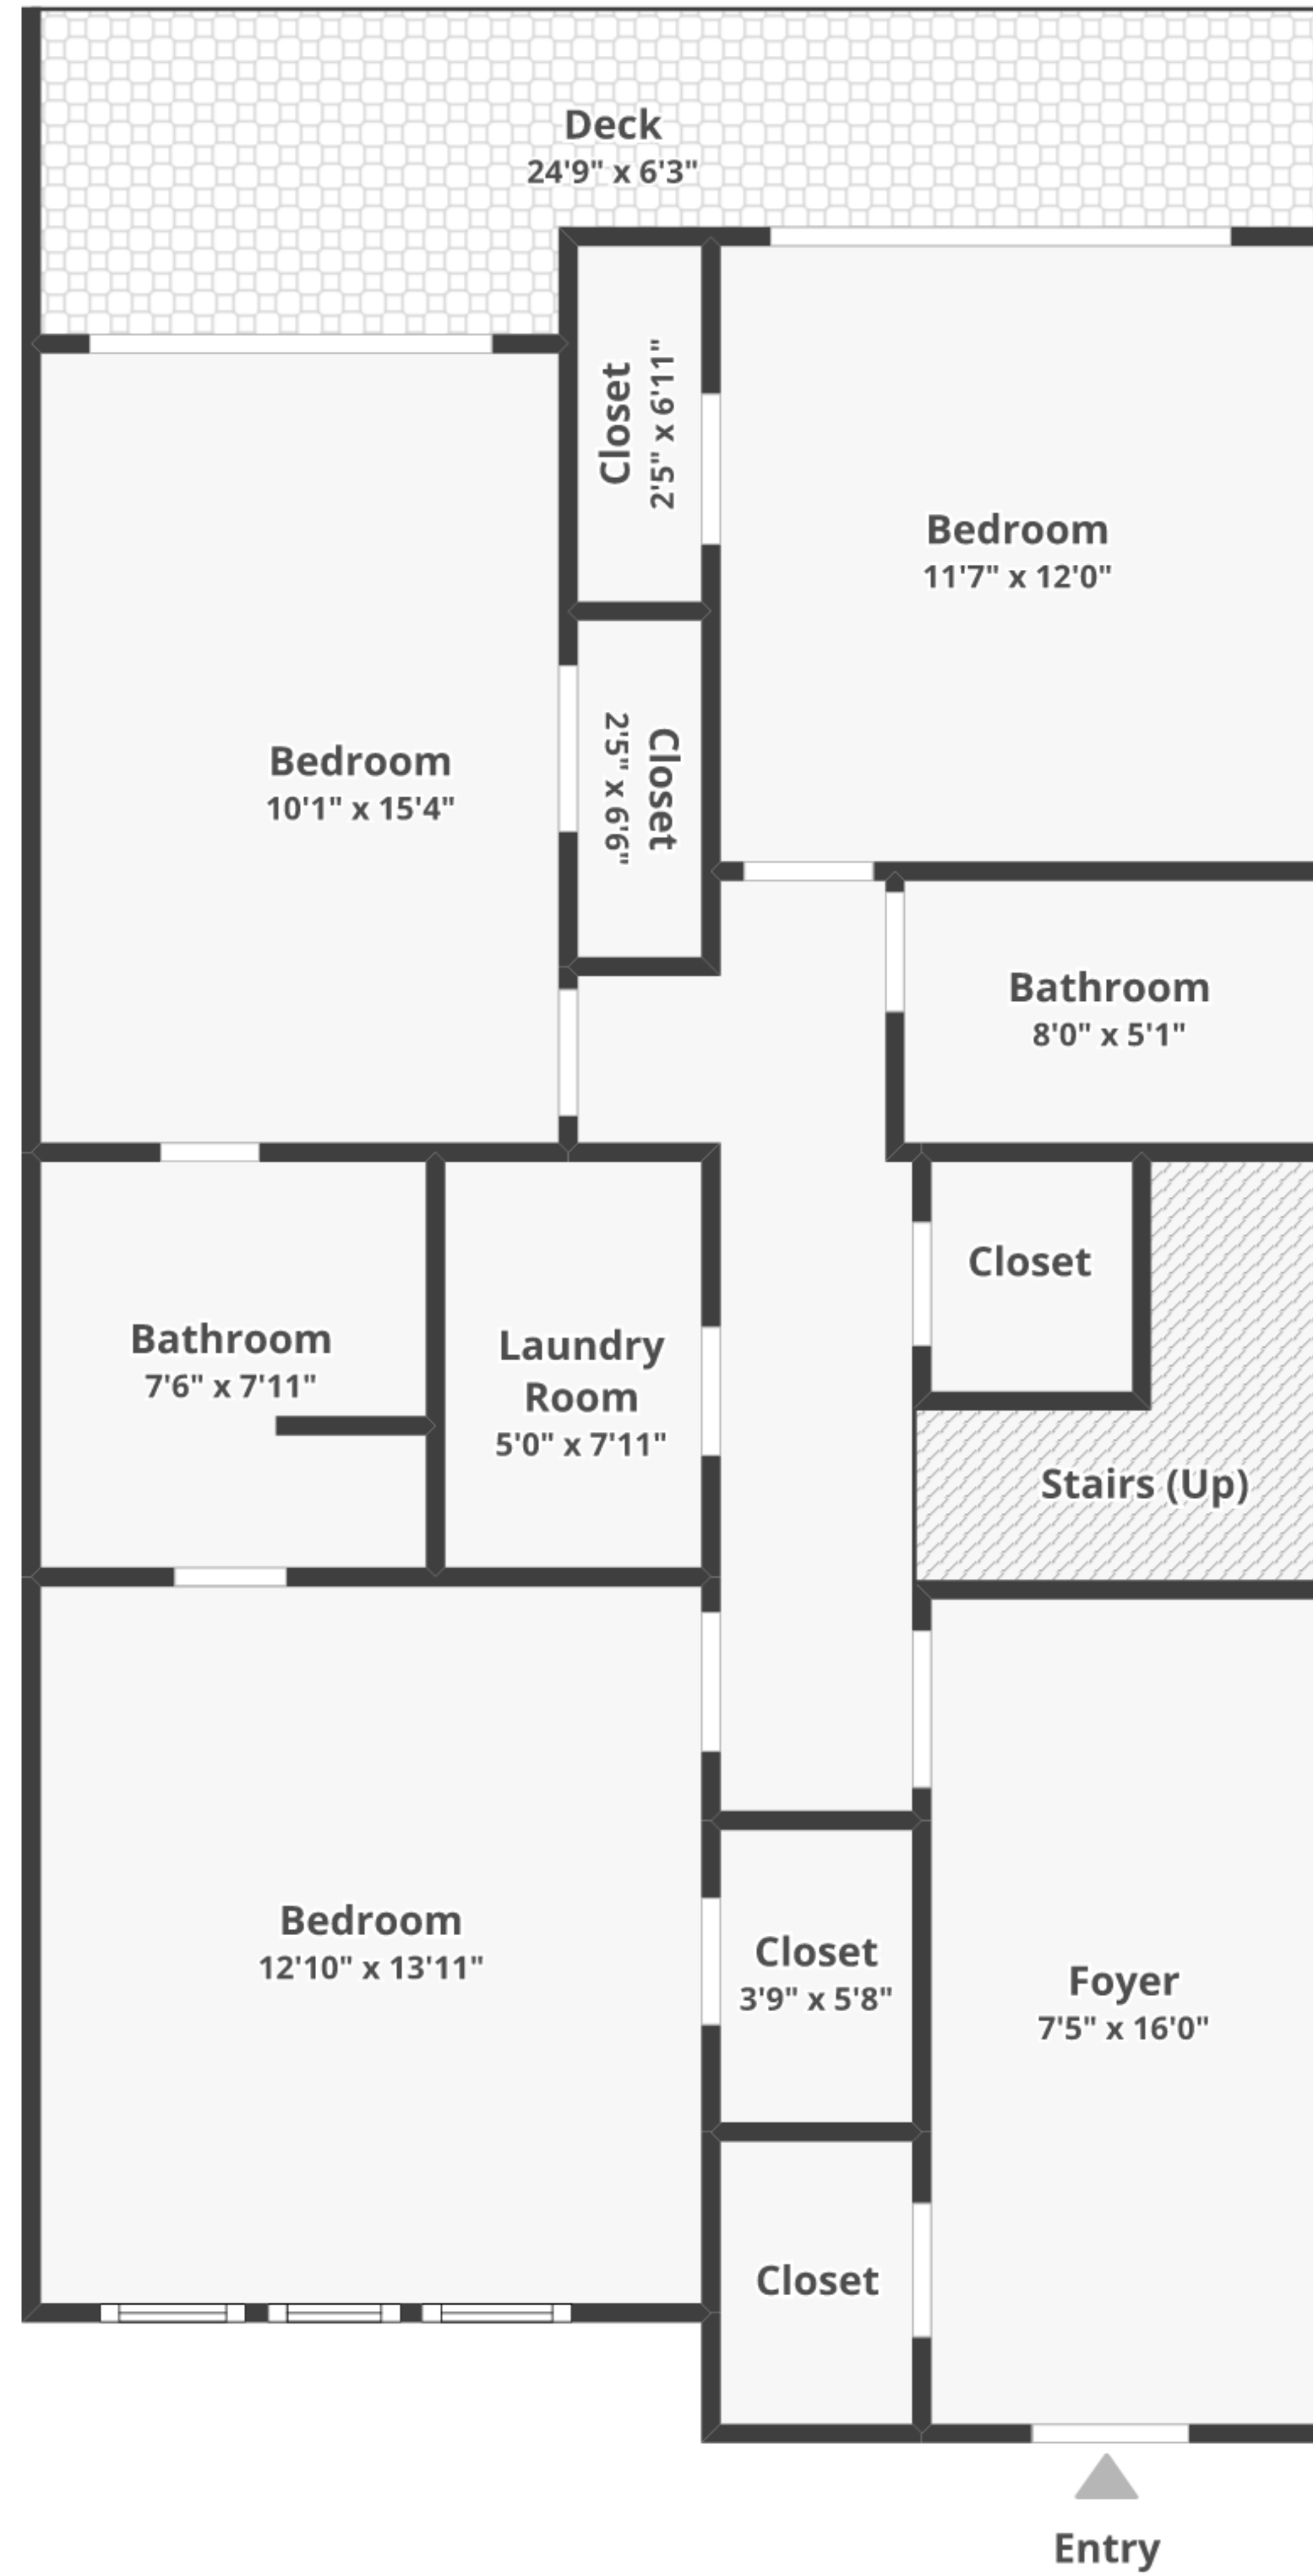 Deck
24'9" x 6'3"
Closet
2'5" x 6'11"
Bedroom
11'7" x 12'0"
Bedroom
10'1" x 15'4"
Closet
2'5" x 6'6"
Bathroom
8'0" x 5'1"
Closet
Bathroom
7'6" x 7'11"
Laundry
Room
5'0" x 7'11"
Stairs (Up)
Bedroom
12'10" x 13'11"
Closet
3'9" x 5'8"
Foyer
7'5" x 16'0"
Closet
Entry